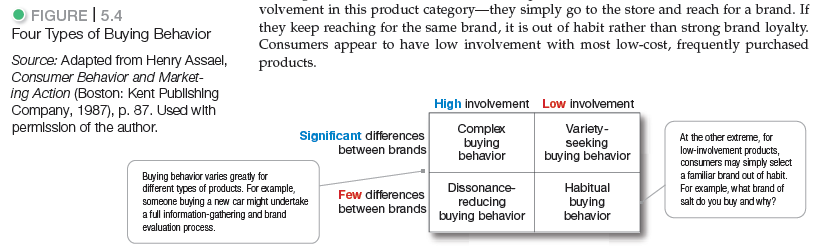 FIGURE | 5.4
Four Types of Buying Behavior
Source: Adapted from Henry Assael,
Consumer Behavior and Market-
ing Action (Boston: Kent Publishing
Company, 1987), p. 87. Used with
permission of the author.
volvement in this product category—they simply go to the store and reach for a brand. If
they keep reaching for the same brand, it is out of habit rather than strong brand loyalty.
Consumers appear to have low involvement with most low-cost, frequently purchased
products.
High involvement
Low involvement
Significant differences
between brands
Complex
buying
behavior
Variety-
seeking
buying behavior
Few differences
between brands
Dissonance-
reducing
buying behavior
Habitual
buying
behavior
Buying behavior varies greatly for
different types of products. For example,
someone buying a new car might undertake
a full information-gathering and brand
evaluation process.
At the other extreme, for
low-involvement products,
consumers may simply select
a familiar brand out of habit.
For example, what brand of
salt do you buy and why?